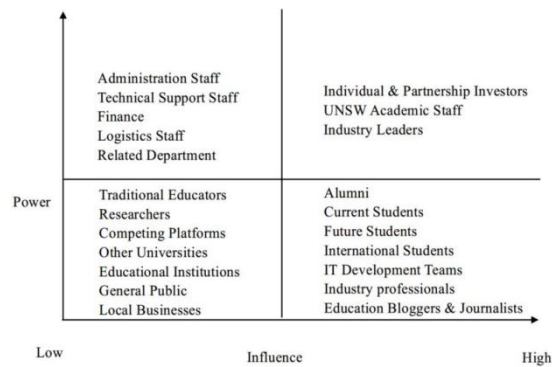 Administration Staff
Technical Support Staff
Finance
Logistics Staff
Related Department
Individual & Partnership Investors
UNSW Academic Staff
Industry Leaders
Power
Traditional Educators
Researchers
Competing Platforms
Other Universities
Educational Institutions
General Public
Local Businesses
Alumni
Current Students
Future Students
International Students
IT Development Teams
Industry professionals
Education Bloggers & Journalists
Low
Influence
High